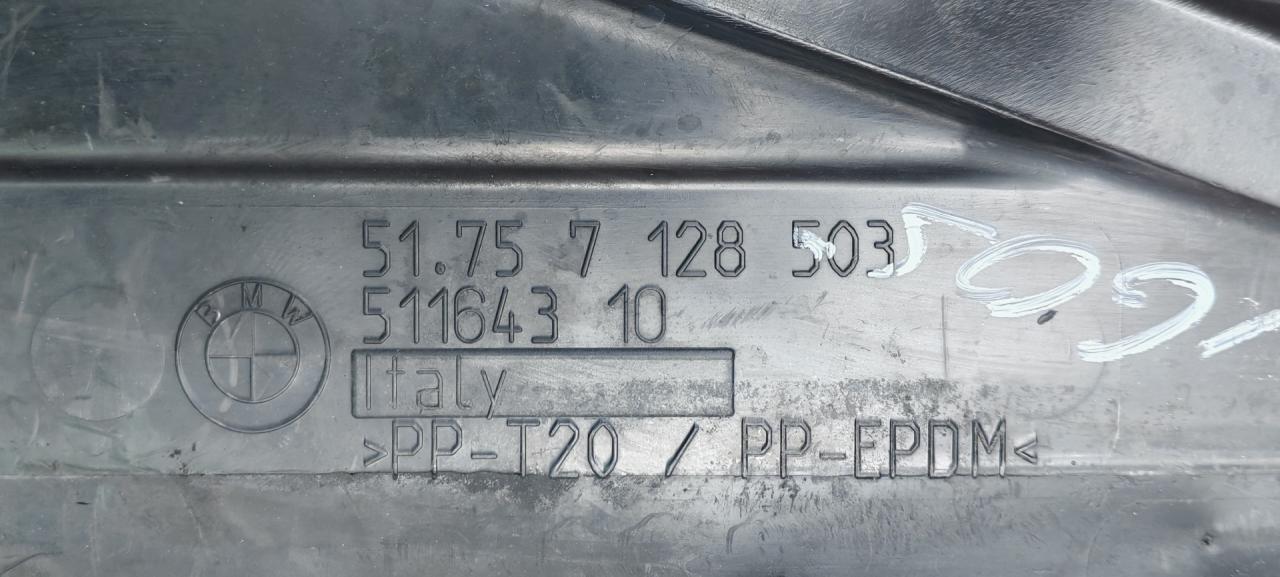 51.75 7 128 503
511643 10
BMW
Italy
>PP-T20 / PP-EPDM<